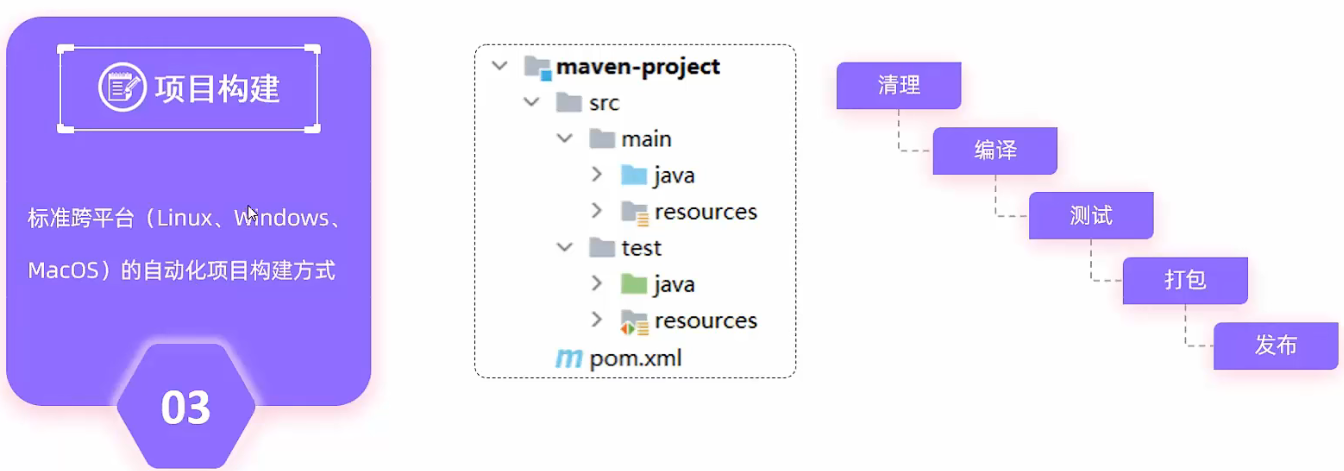 项目构建
标准跨平台（Linux、Windows、
MacOS）的自动化项目构建方式
03
maven-project
src
main
java
resources
test
java
resources
pom.xml
清理
编译
测试
打包
发布